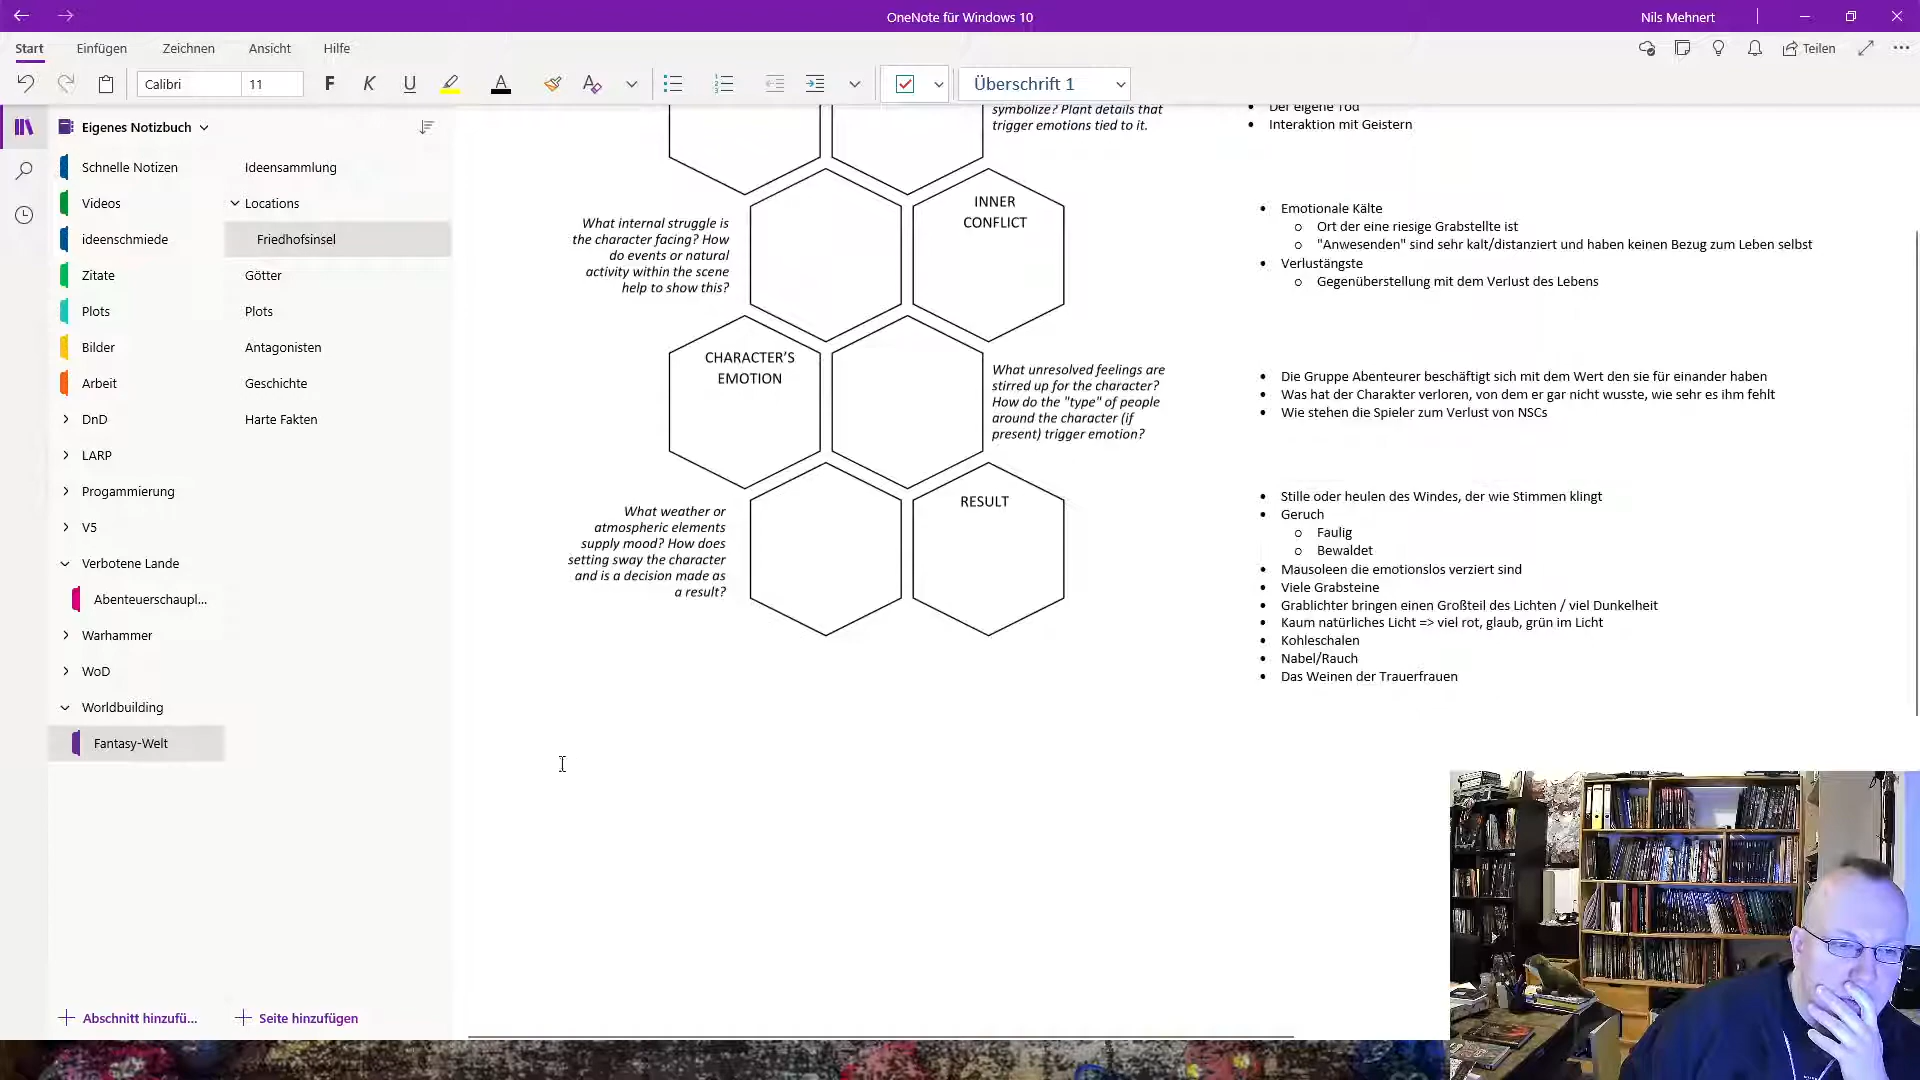 OneNote für Windows 10
Nils Mehnert
Start
Einfügen
Zeichnen
Ansicht
Hilfe
Teilen
Calibri
11
F
K
U
A
Überschrift 1
Eigenes Notizbuch
Schnelle Notizen
Videos
ideenschmiede
Zitate
Plots
Bilder
Arbeit
DnD
LARP
Progammierung
V5
Verbotene Lande
Abenteuerschaupl...
Warhammer
WoD
Worldbuilding
Fantasy-Welt
Abschnitt hinzufü...
Ideensammlung
Locations
Friedhofsinsel
Götter
Plots
Antagonisten
Geschichte
Harte Fakten
Seite hinzufügen
symbolize? Plant details that
trigger emotions tied to it.
What internal struggle is
the character facing? How
do events or natural
activity within the scene
help to show this?
INNER
CONFLICT
CHARACTER'S
EMOTION
What unresolved feelings are
stirred up for the character?
How do the "type" of people
around the character (if
present) trigger emotion?
What weather or
atmospheric elements
supply mood? How does
setting sway the character
and is a decision made as
a result?
RESULT
Der eigene Tod
Interaktion mit Geistern
Emotionale Kälte
Ort der eine riesige Grabstellte ist
"Anwesenden" sind sehr kalt/distanziert und haben keinen Bezug zum Leben selbst
Verlustängste
Gegenüberstellung mit dem Verlust des Lebens
Die Gruppe Abenteurer beschäftigt sich mit dem Wert den sie für einander haben
Was hat der Charakter verloren, von dem er gar nicht wusste, wie sehr es ihm fehlt
Wie stehen die Spieler zum Verlust von NSCs
Stille oder heulen des Windes, der wie Stimmen klingt
Geruch
Faulig
Bewaldet
Mausoleen die emotionslos verziert sind
Viele Grabsteine
Grablichter bringen einen Großteil des Lichten / viel Dunkelheit
Kaum natürliches Licht => viel rot, glaub, grün im Licht
Kohleschalen
Nabel/Rauch
Das Weinen der Trauerfrauen